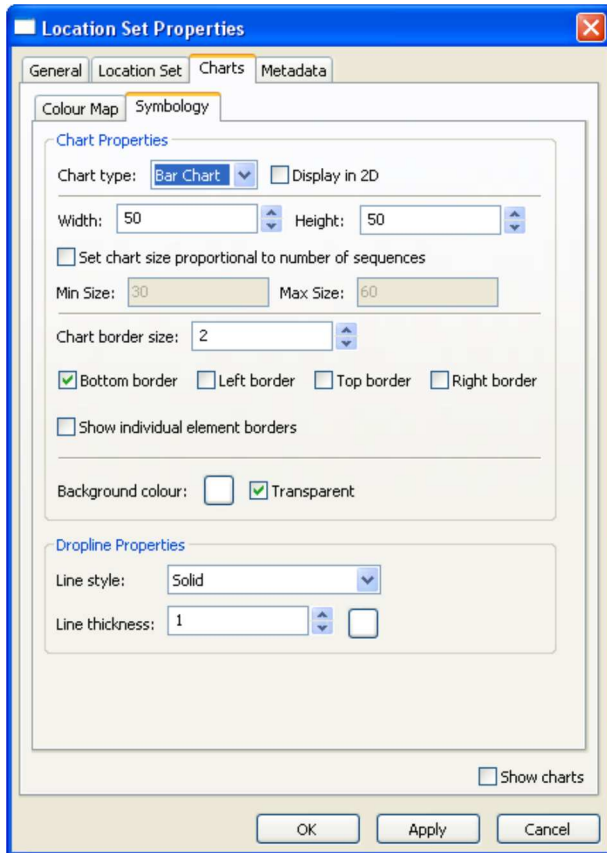 Location Set Properties
General Location Set Charts Metadata
Colour Map Symbology
Chart Properties
Chart type: Bar Chart Display in 2D
Width: 50 Height: 50
Set chart size proportional to number of sequences
Min Size: 30 Max Size: 60
Chart border size: 2
Bottom border Left border Top border Right border
Show individual element borders
Background colour: Transparent
Dropline Properties
Line style: Solid
Line thickness: 1
Show charts
OK Apply Cancel